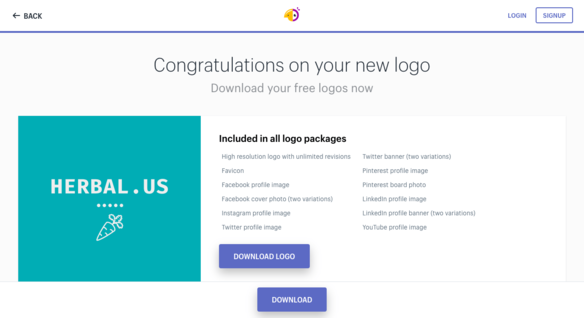 BACK
LOGIN
SIGNUP
Congratulations on your new logo
Download your free logos now
HERBAL.US
Included in all logo packages
High resolution logo with unlimited revisions
Favicon
Facebook profile image
Facebook cover photo (two variations)
Instagram profile image
Twitter profile image
Twitter banner (two variations)
Pinterest profile image
Pinterest board photo
LinkedIn profile image
LinkedIn profile banner (two variations)
YouTube profile image
DOWNLOAD LOGO
DOWNLOAD